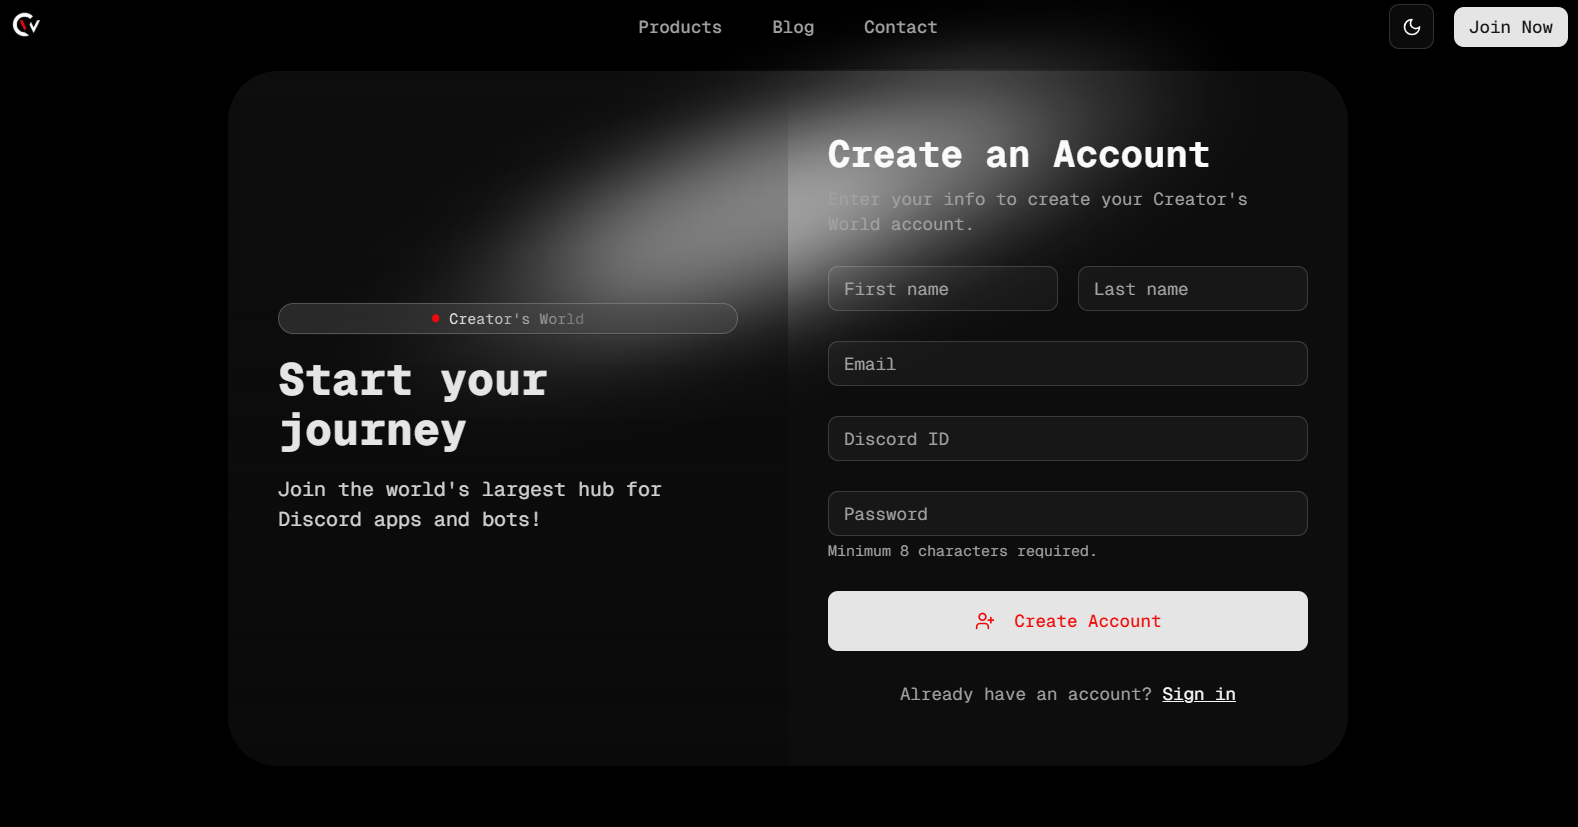 Products Blog Contact Join Now
Creator's World
Start your
journey
Join the world's largest hub for
Discord apps and bots!
Create an Account
Enter your info to create your Creator's
World account.
First name Last name
Email
Discord ID
Password
Minimum 8 characters required.
Create Account
Already have an account? Sign in